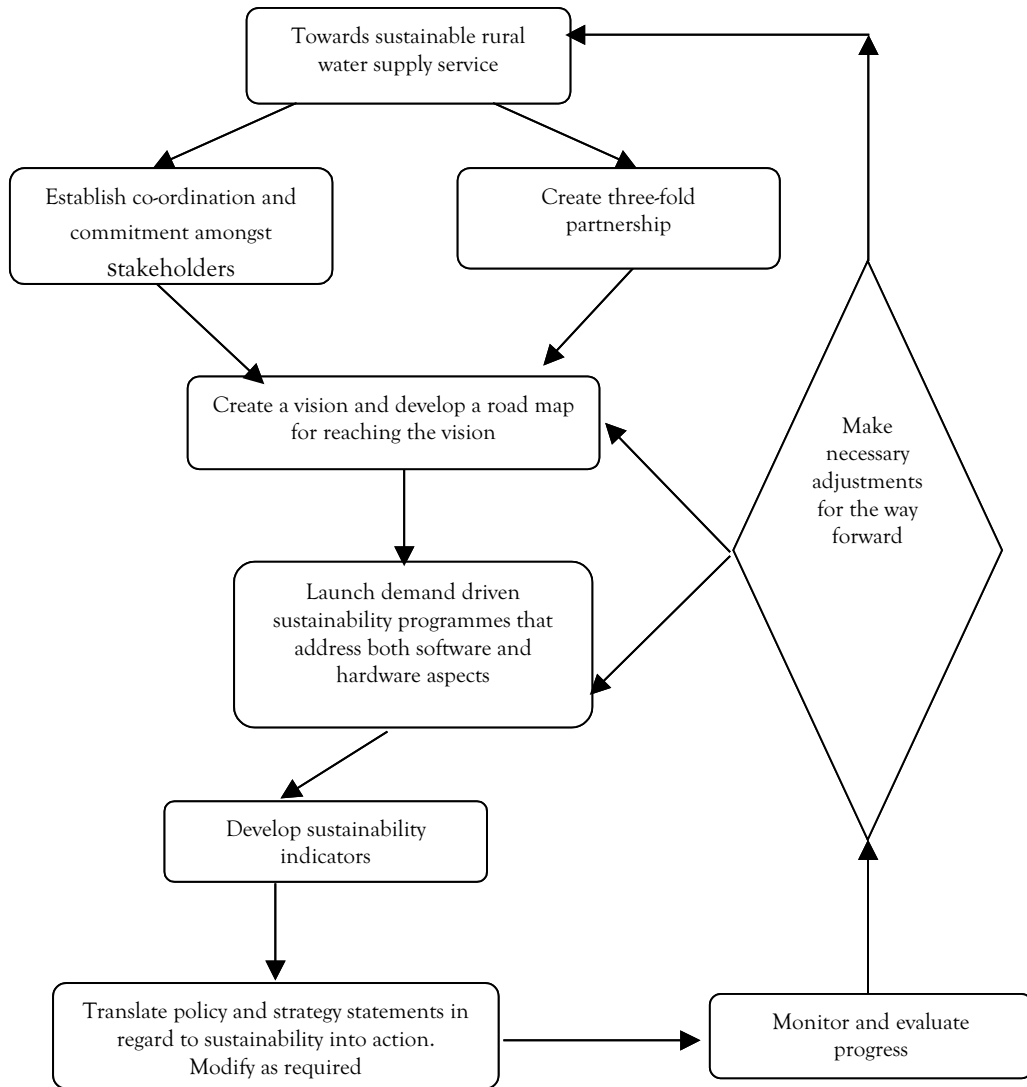 Towards sustainable rural
water supply service
Establish co-ordination and
commitment amongst
stakeholders
Create three-fold
partnership
Create a vision and develop a road map
for reaching the vision
Make
necessary
adjustments
for the way
forward
Launch demand driven
sustainability programmes that
address both software and
hardware aspects
Develop sustainability
indicators
Translate policy and strategy statements in
regard to sustainability into action.
Modify as required
Monitor and evaluate
progress